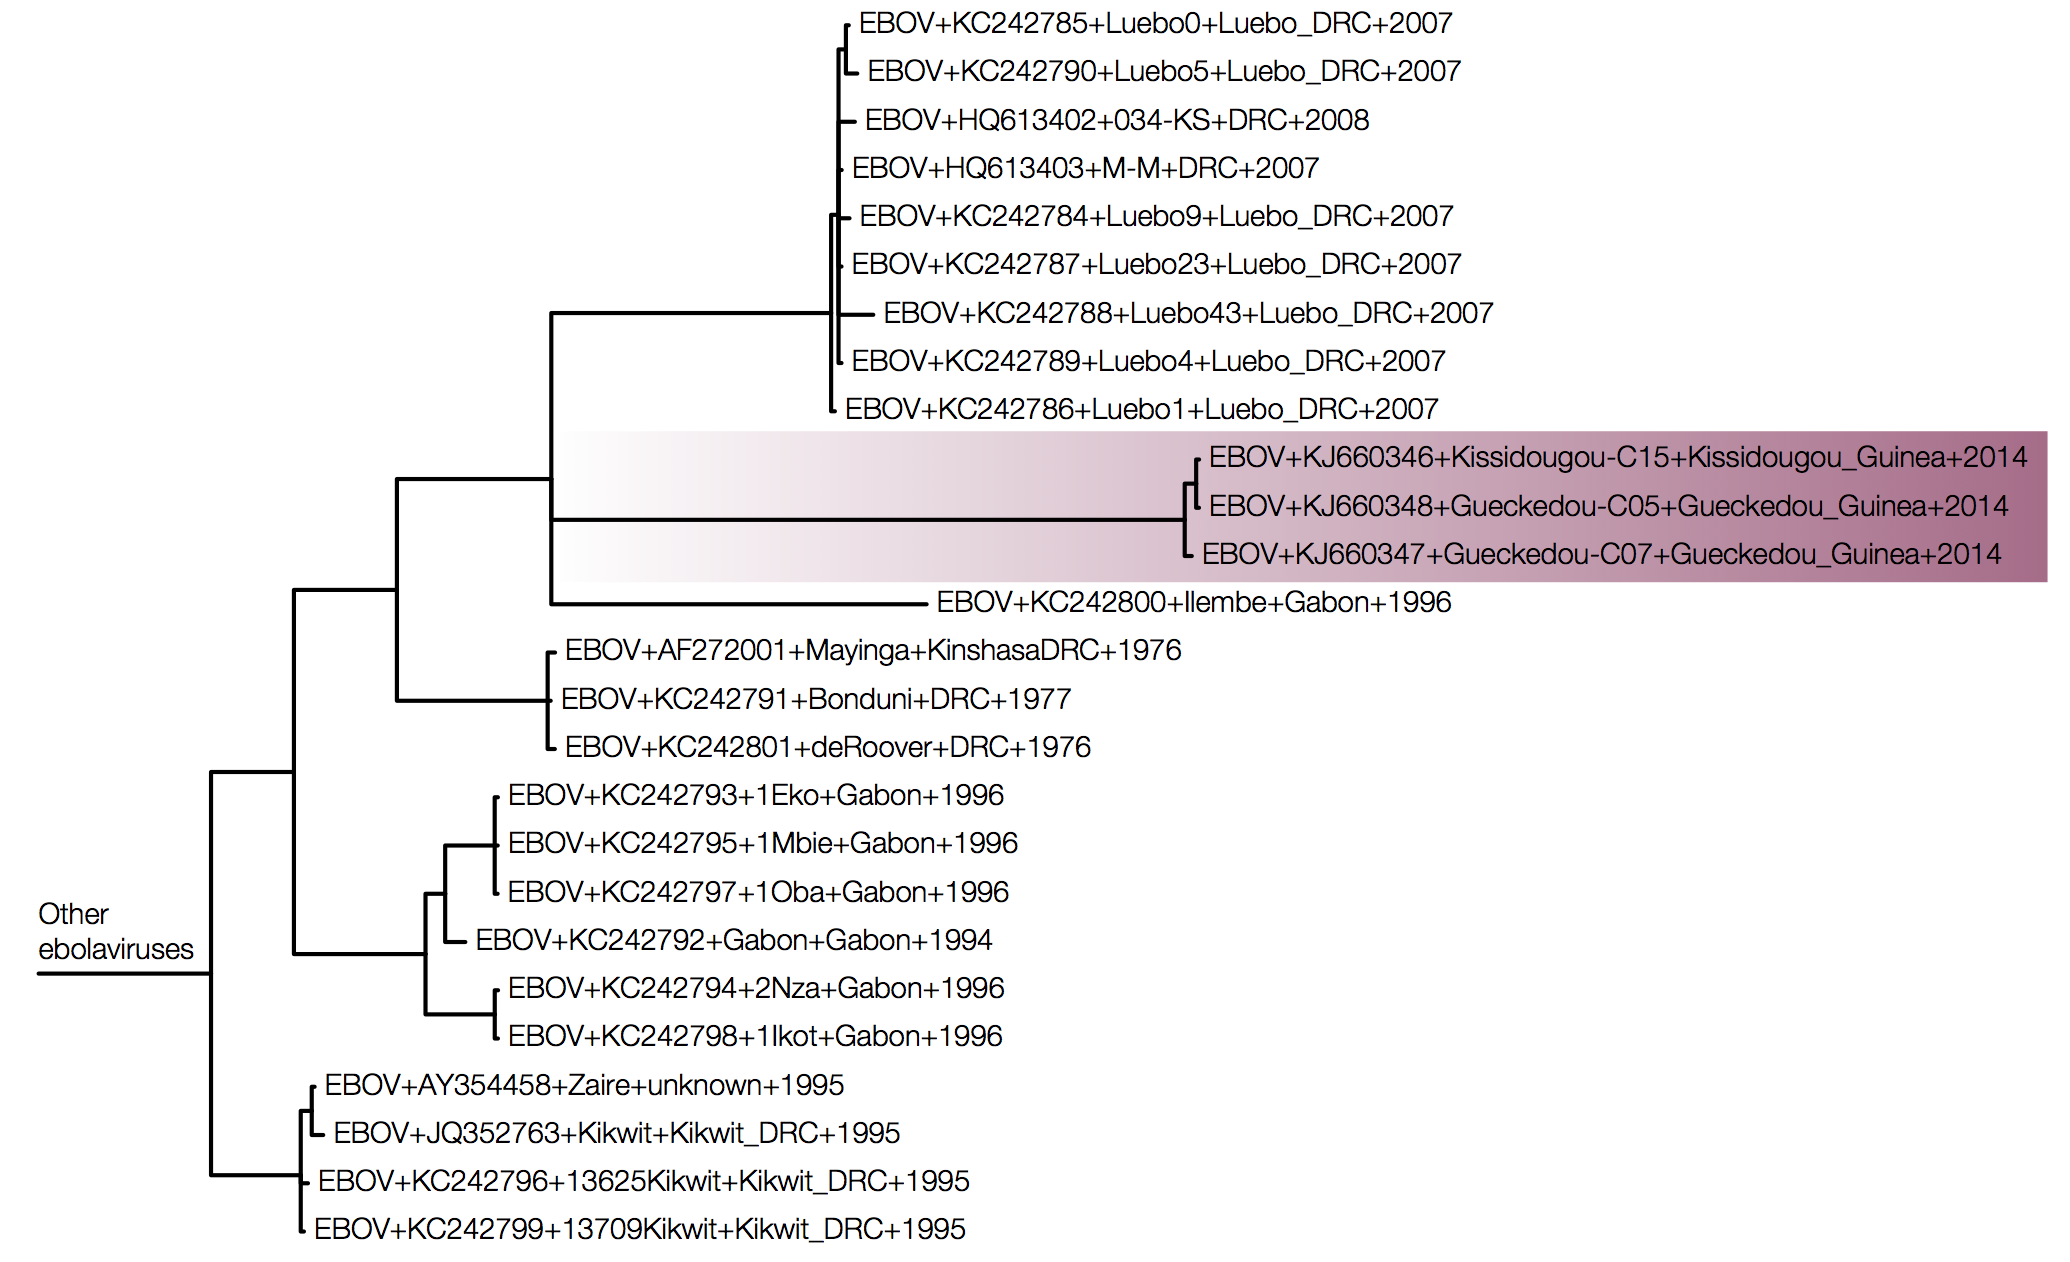 EBOV+KC242785+Luebo0+Luebo_DRC+2007
EBOV+KC242790+Luebo5+Luebo_DRC+2007
EBOV+HQ613402+034-KS+DRC+2008
EBOV+HQ613403+M-M+DRC+2007
EBOV+KC242784+Luebo9+Luebo_DRC+2007
EBOV+KC242787+Luebo23+Luebo_DRC+2007
EBOV+KC242788+Luebo43+Luebo_DRC+2007
EBOV+KC242789+Luebo4+Luebo_DRC+2007
EBOV+KC242786+Luebo1+Luebo_DRC+2007
EBOV+KJ660346+Kissidougou-C15+Kissidougou_Guinea+2014
EBOV+KJ660348+Gueckedou-C05+Gueckedou_Guinea+2014
EBOV+KJ660347+Gueckedou-C07+Gueckedou_Guinea+2014
EBOV+KC242800+Ilembe+Gabon+1996
EBOV+AF272001+Mayinga+KinshasaDRC+1976
EBOV+KC242791+Bonduni+DRC+1977
EBOV+KC242801+deRoover+DRC+1976
EBOV+KC242793+1Eko+Gabon+1996
EBOV+KC242795+1Mbie+Gabon+1996
EBOV+KC242797+1Oba+Gabon+1996
EBOV+KC242792+Gabon+Gabon+1994
EBOV+KC242794+2Nza+Gabon+1996
EBOV+KC242798+1Ikot+Gabon+1996
EBOV+AY354458+Zaire+unknown+1995
EBOV+JQ352763+Kikwit+Kikwit_DRC+1995
EBOV+KC242796+13625Kikwit+Kikwit_DRC+1995
EBOV+KC242799+13709Kikwit+Kikwit_DRC+1995
Other
ebolaviruses